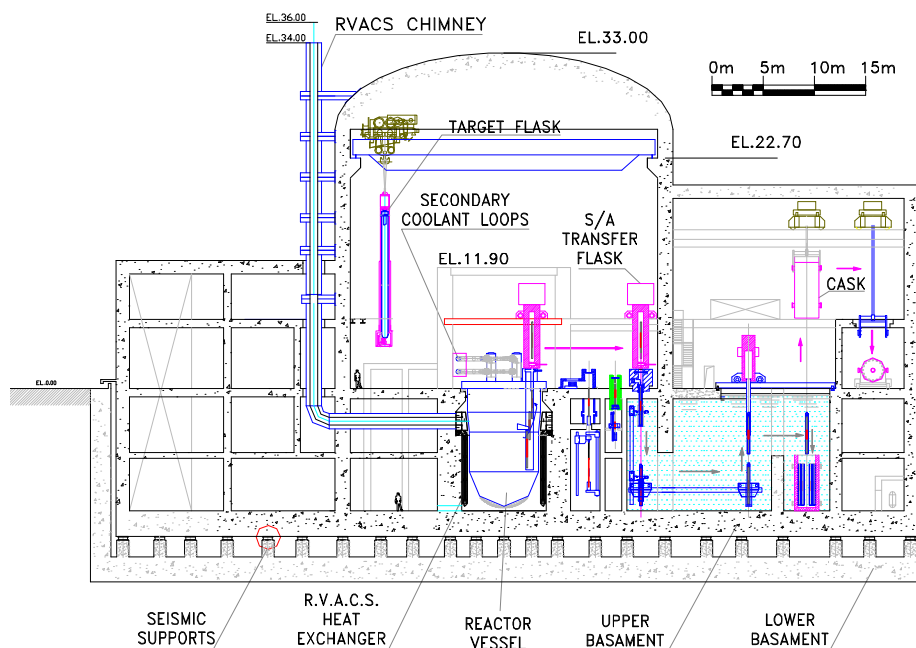 EL.36.00
RVACS CHIMNEY
EL.34.00
EL.33.00
0m 5m 10m 15m
TARGET FLASK
EL.22.70
SECONDARY
COOLANT LOOPS
S/A
TRANSFER
FLASK
EL.11.90
CASK
EL.0.00
SEISMIC
SUPPORTS
R.V.A.C.S.
HEAT
EXCHANGER
REACTOR
VESSEL
UPPER
BASAMENT
LOWER
BASAMENT